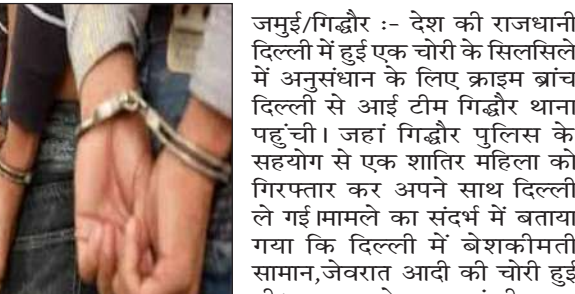 जमुई/गिद्धौर :- देश की राजधानी
दिल्ली में हुई एक चोरी के सिलसिले
में अनुसंधान के लिए क्राइम ब्रांच
दिल्ली से आई टीम गिद्धौर थाना
पहुंची। जहां गिद्धौर पुलिस के
सहयोग से एक शातिर महिला को
गिरफ्तार कर अपने साथ दिल्ली
ले गई।मामले का संदर्भ में बताया
गया कि दिल्ली में बेशकीमती
सामान,जेवरात आदी की चोरी हुई